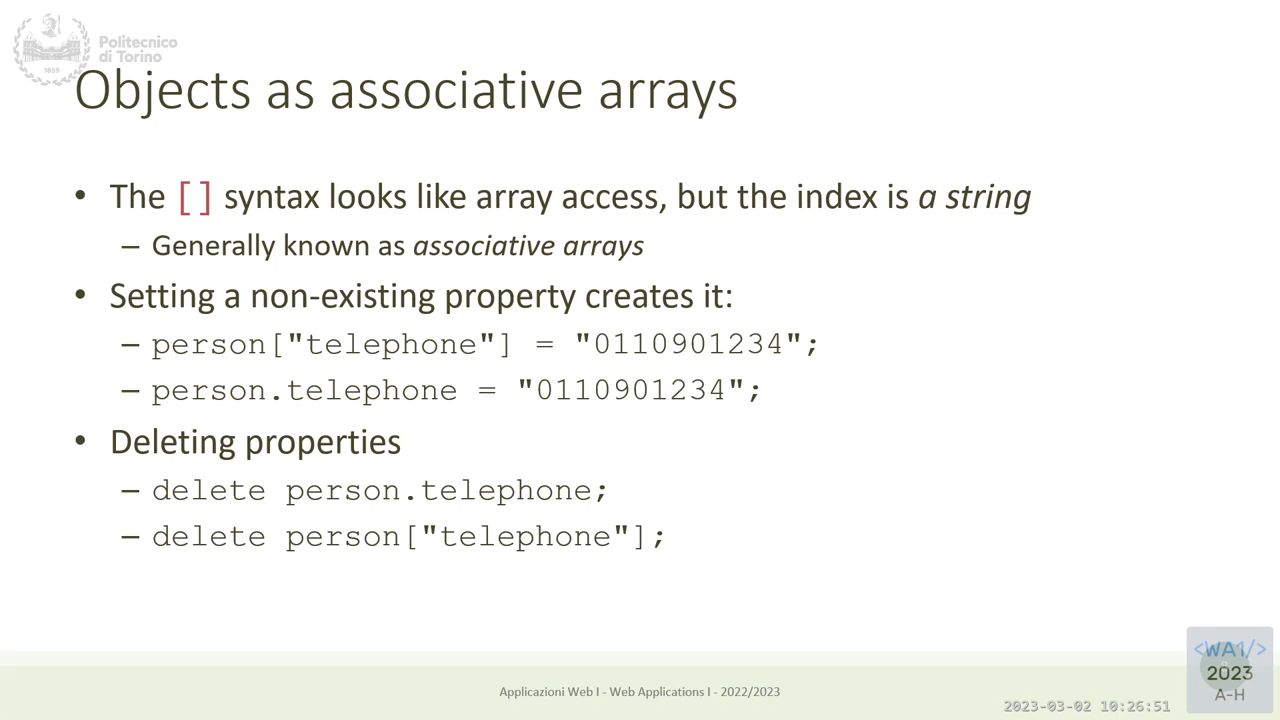 Politecnico
di Torino
1859
Objects as associative arrays
• The [] syntax looks like array access, but the index is a string
– Generally known as associative arrays
• Setting a non-existing property creates it:
– person["telephone"] = "0110901234";
– person.telephone = "0110901234";
• Deleting properties
– delete person.telephone;
– delete person["telephone"];
Applicazioni Web I - Web Applications I - 2022/2023
2023-03-02 10:26:51
<WA1/>
2023
A-H